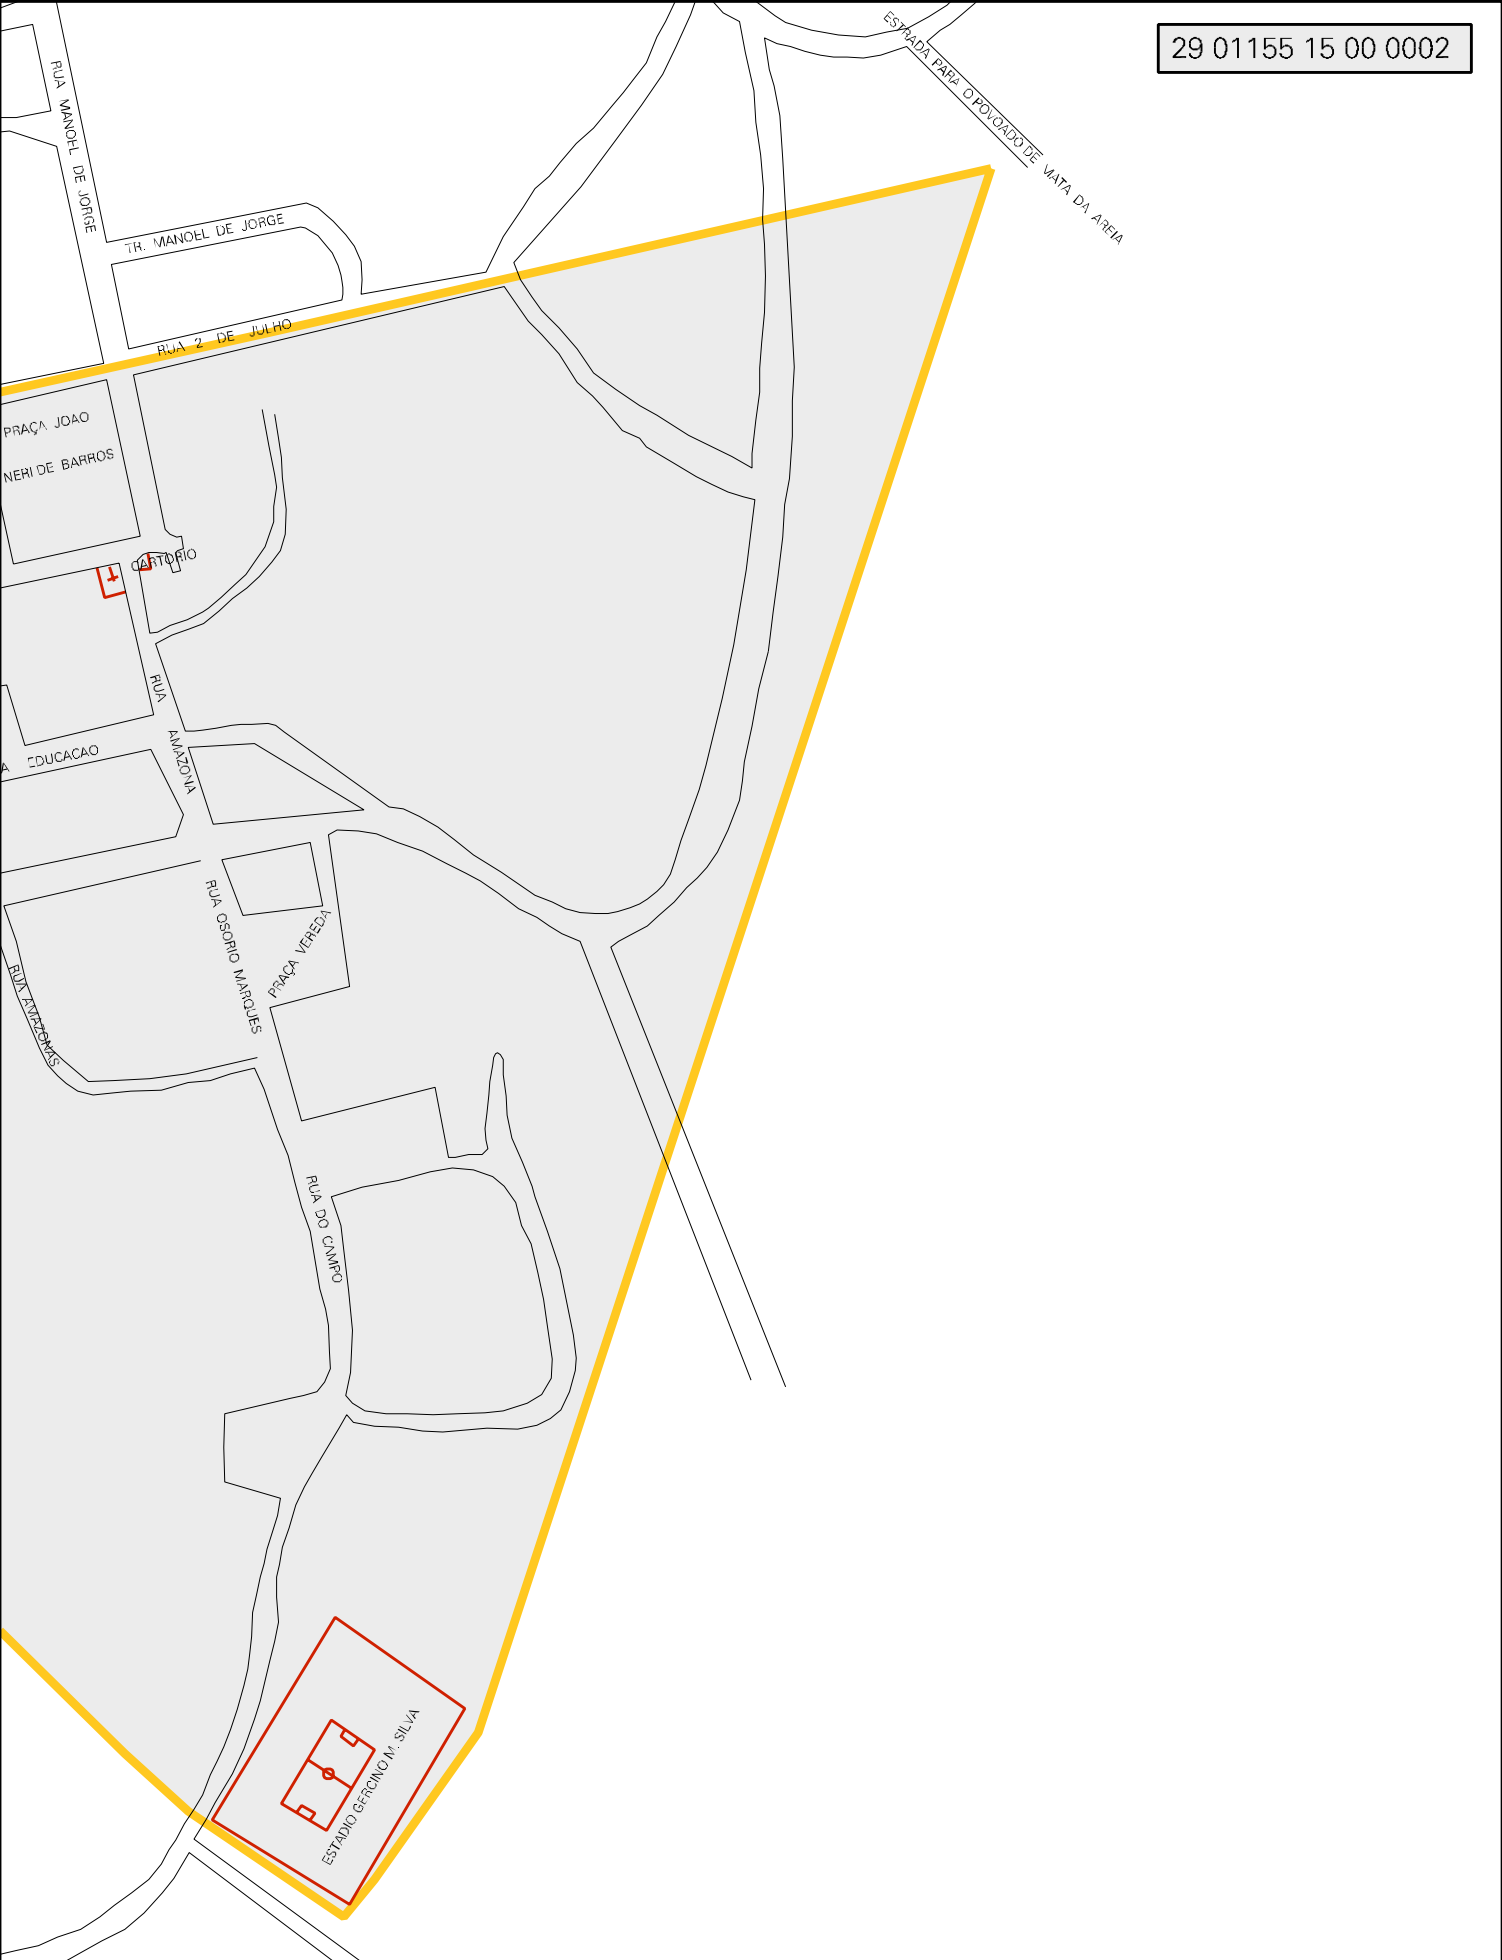 29 01155 15 00 0002
ESTRADA PARA O POVOADO DE MATA DA AREIA
RUA MANOEL DE JORGE
TR. MANOEL DE JORGE
RUA 2 DE JULHO
PRAÇA JOAO
NERI DE BARROS
CARTORIO
RUA AMAZONA
A EDUCACAO
RUA OSORIO MARQUES
PRAÇA VEREDA
RUA AMAZONAS
RUA DO CAMPO
ESTADIO GERCINO M. SILVA